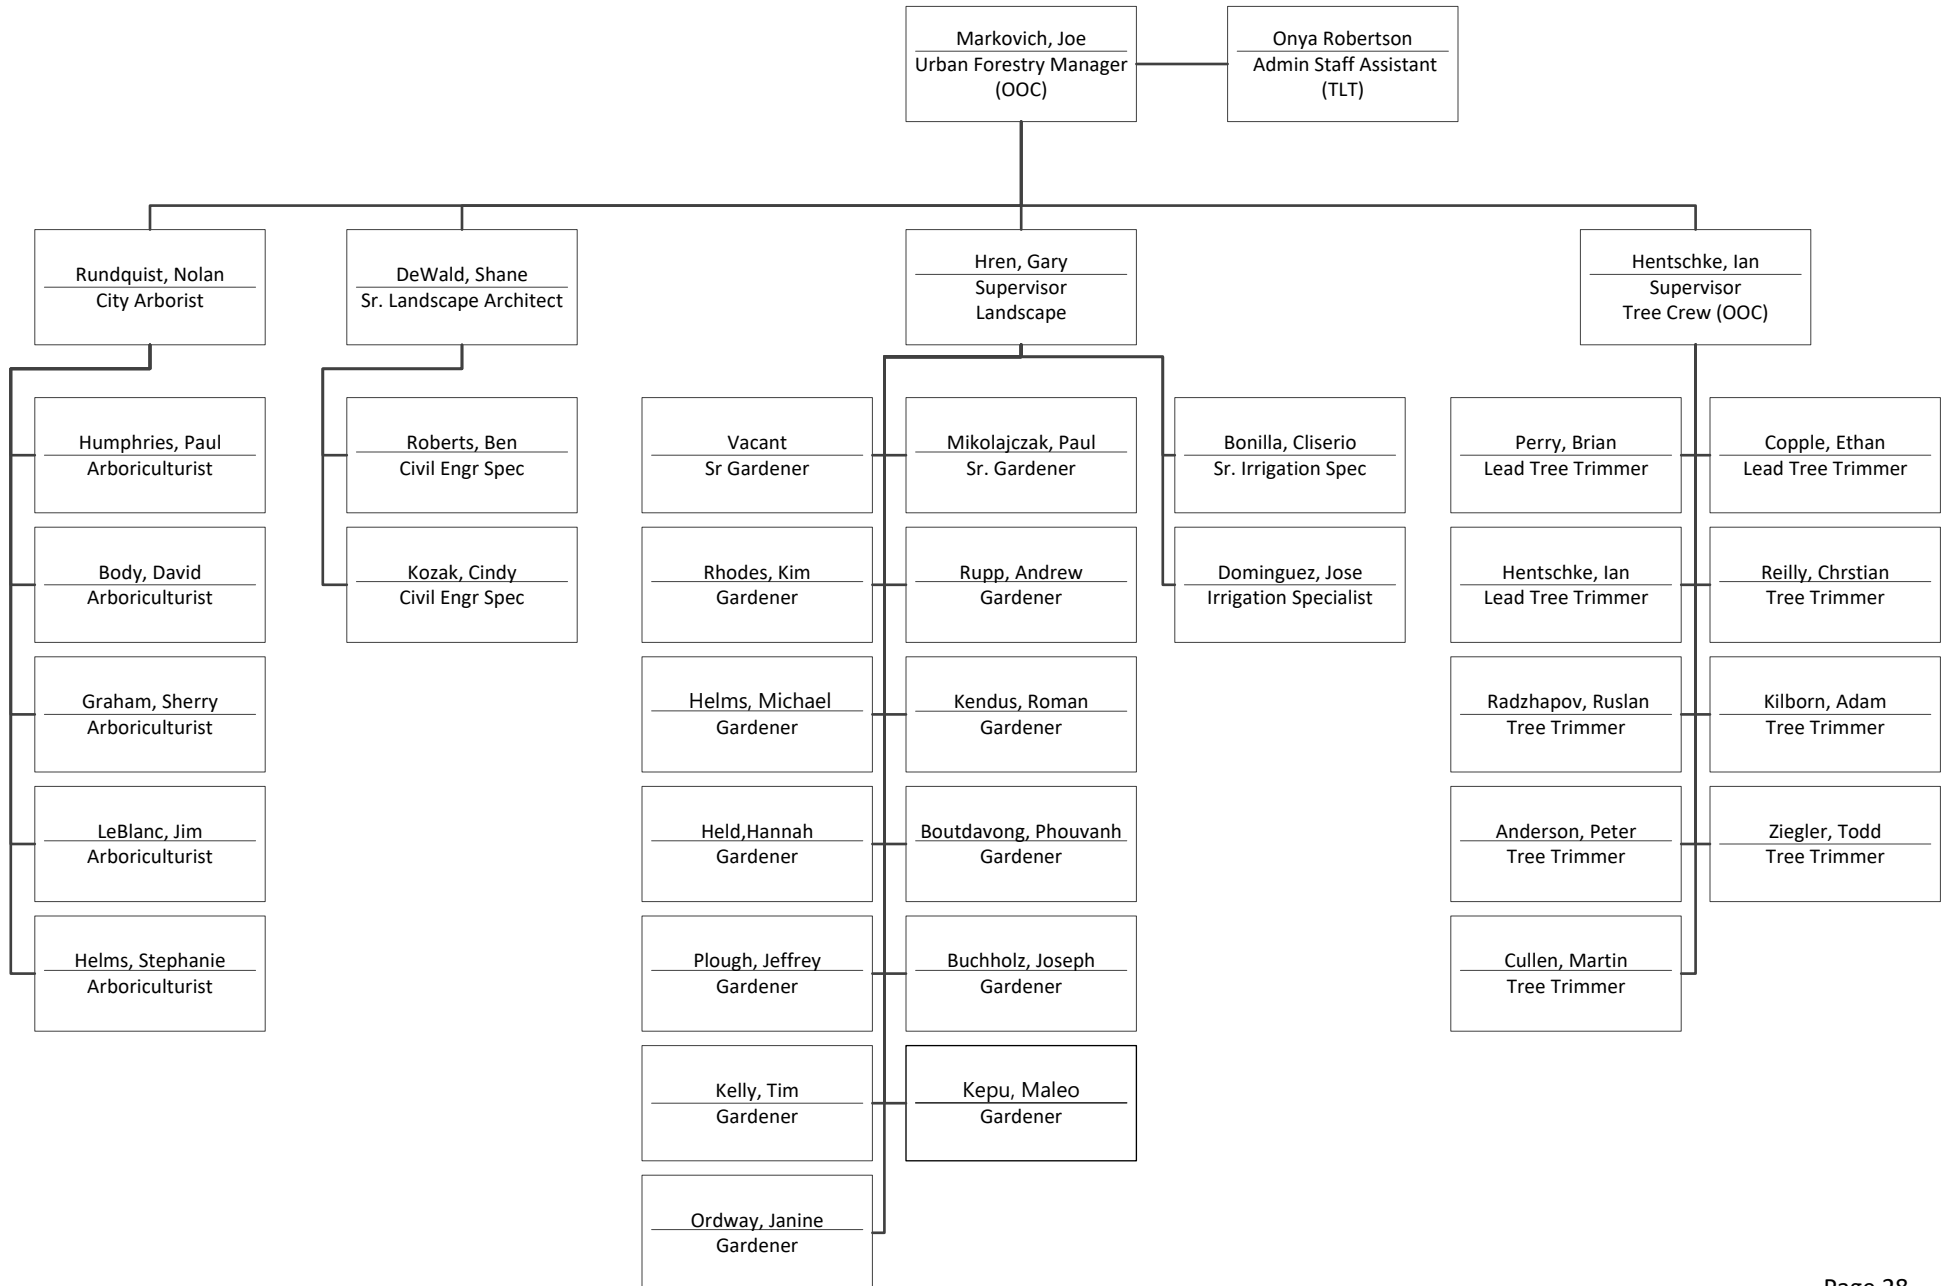 Markovich, Joe
Urban Forestry Manager
(OOC)
Onya Robertson
Admin Staff Assistant
(TLT)
Rundquist, Nolan
City Arborist
DeWald, Shane
Sr. Landscape Architect
Hren, Gary
Supervisor
Landscape
Hentschke, Ian
Supervisor
Tree Crew (OOC)
Humphries, Paul
Arboriculturist
Body, David
Arboriculturist
Graham, Sherry
Arboriculturist
LeBlanc, Jim
Arboriculturist
Helms, Stephanie
Arboriculturist
Roberts, Ben
Civil Engr Spec
Kozak, Cindy
Civil Engr Spec
Vacant
Sr Gardener
Mikolajczak, Paul
Sr. Gardener
Rhodes, Kim
Gardener
Rupp, Andrew
Gardener
Helms, Michael
Gardener
Kendus, Roman
Gardener
Held,Hannah
Gardener
Boutdavong, Phouvanh
Gardener
Plough, Jeffrey
Gardener
Buchholz, Joseph
Gardener
Kelly, Tim
Gardener
Kepu, Maleo
Gardener
Ordway, Janine
Gardener
Bonilla, Cliserio
Sr. Irrigation Spec
Dominguez, Jose
Irrigation Specialist
Perry, Brian
Lead Tree Trimmer
Copple, Ethan
Lead Tree Trimmer
Hentschke, Ian
Lead Tree Trimmer
Reilly, Chrstian
Tree Trimmer
Radzhapov, Ruslan
Tree Trimmer
Kilborn, Adam
Tree Trimmer
Anderson, Peter
Tree Trimmer
Ziegler, Todd
Tree Trimmer
Cullen, Martin
Tree Trimmer
Page 28